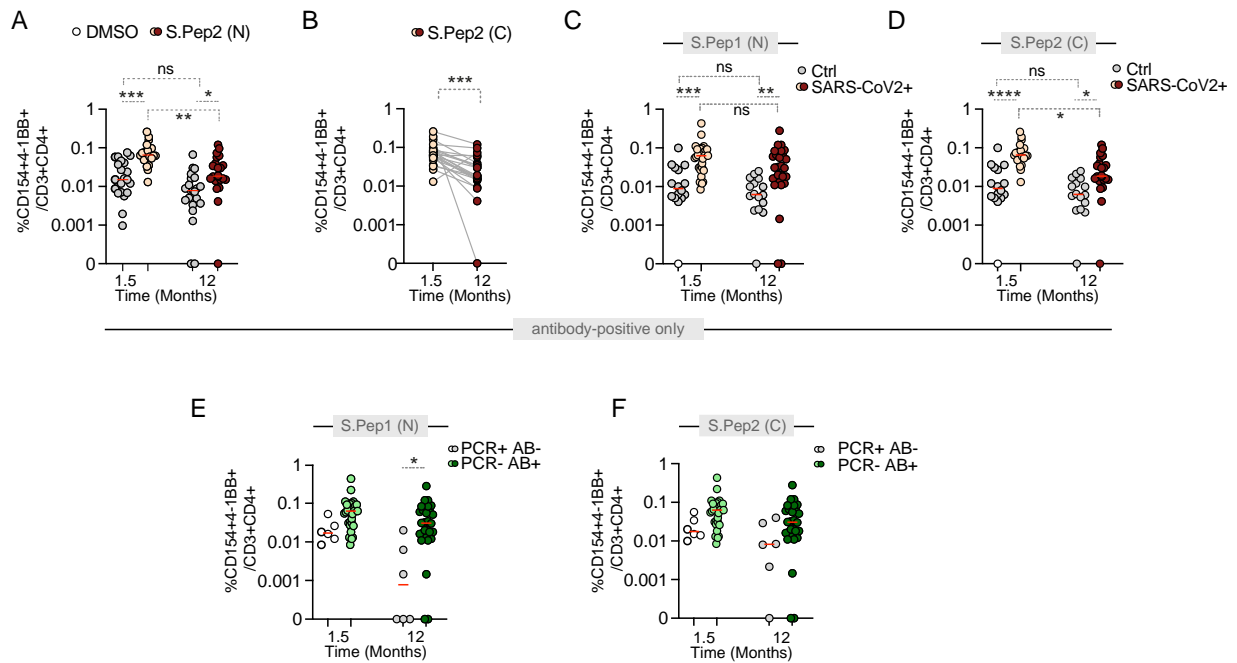 A
DMSO
S.Pep2 (N)
ns
***
*
**
%CD154+4-1BB+
/CD3+CD4+
1
0.1
0.01
0.001
0
1.5
12
Time (Months)
B
S.Pep2 (C)
***
%CD154+4-1BB+
/CD3+CD4+
1
0.1
0.01
0.001
0
1.5
12
Time (Months)
C
S.Pep1 (N)
Ctrl
SARS-CoV2+
ns
***
**
ns
%CD154+4-1BB+
/CD3+CD4+
1
0.1
0.01
0.001
0
1.5
12
Time (Months)
D
S.Pep2 (C)
Ctrl
SARS-CoV2+
ns
****
*
*
%CD154+4-1BB+
/CD3+CD4+
1
0.1
0.01
0.001
0
1.5
12
Time (Months)
antibody-positive only
E
S.Pep1 (N)
PCR+ AB-
PCR- AB+
*
%CD154+4-1BB+
/CD3+CD4+
1
0.1
0.01
0.001
0
1.5
12
Time (Months)
F
S.Pep2 (C)
PCR+ AB-
PCR- AB+
%CD154+4-1BB+
/CD3+CD4+
1
0.1
0.01
0.001
0
1.5
12
Time (Months)